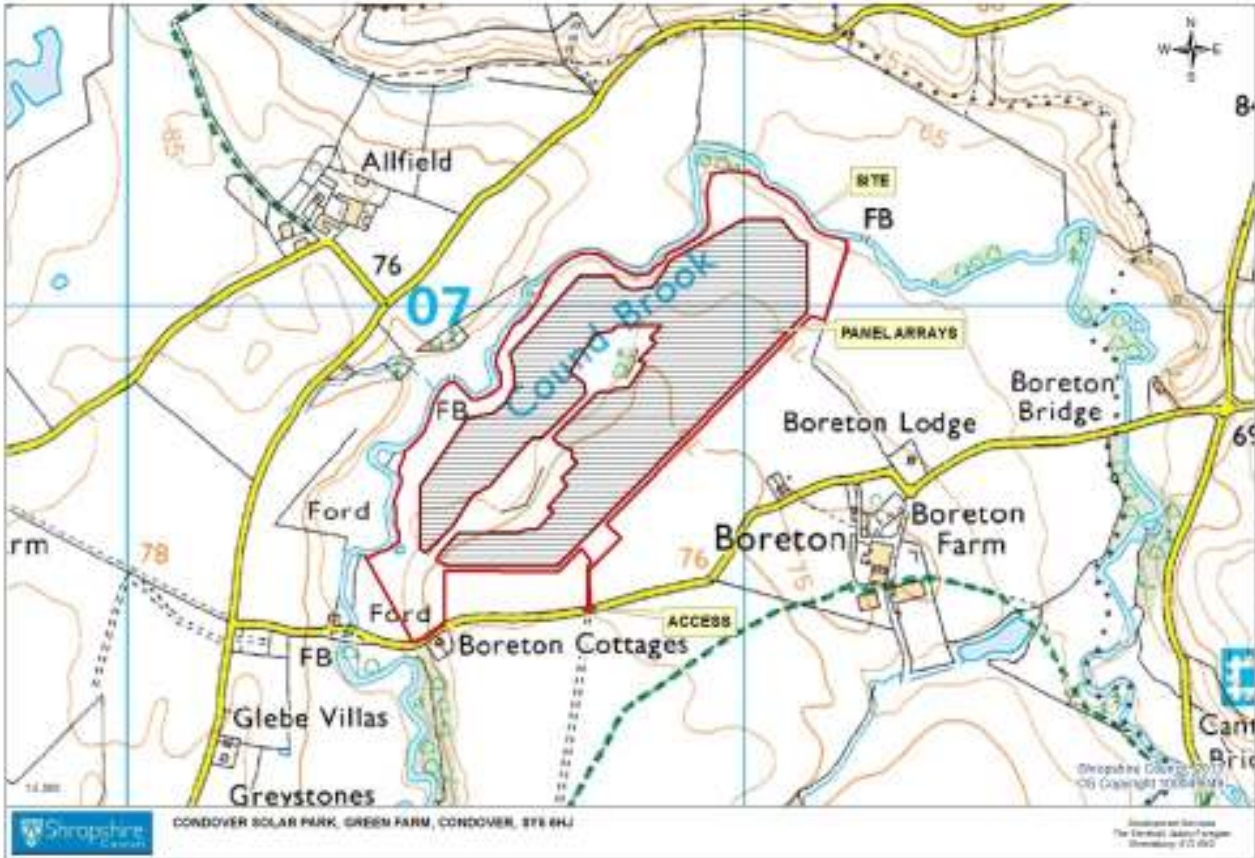 N
W E
S
84
65
Allfield
SITE
FB
76
07
Cound Brook
PANEL ARRAYS
Boreton
Bridge
FB
Boreton Lodge
69
Ford
Boreton
Farm
Boreton
rm
78
76
75
Ford
ACCESS
FB
Boreton Cottages
Glebe Villas
Greystones
Shropshire
Council
CONDOVER SOLAR PARK, GREEN FARM, CONDOVER, SY5 6HJ